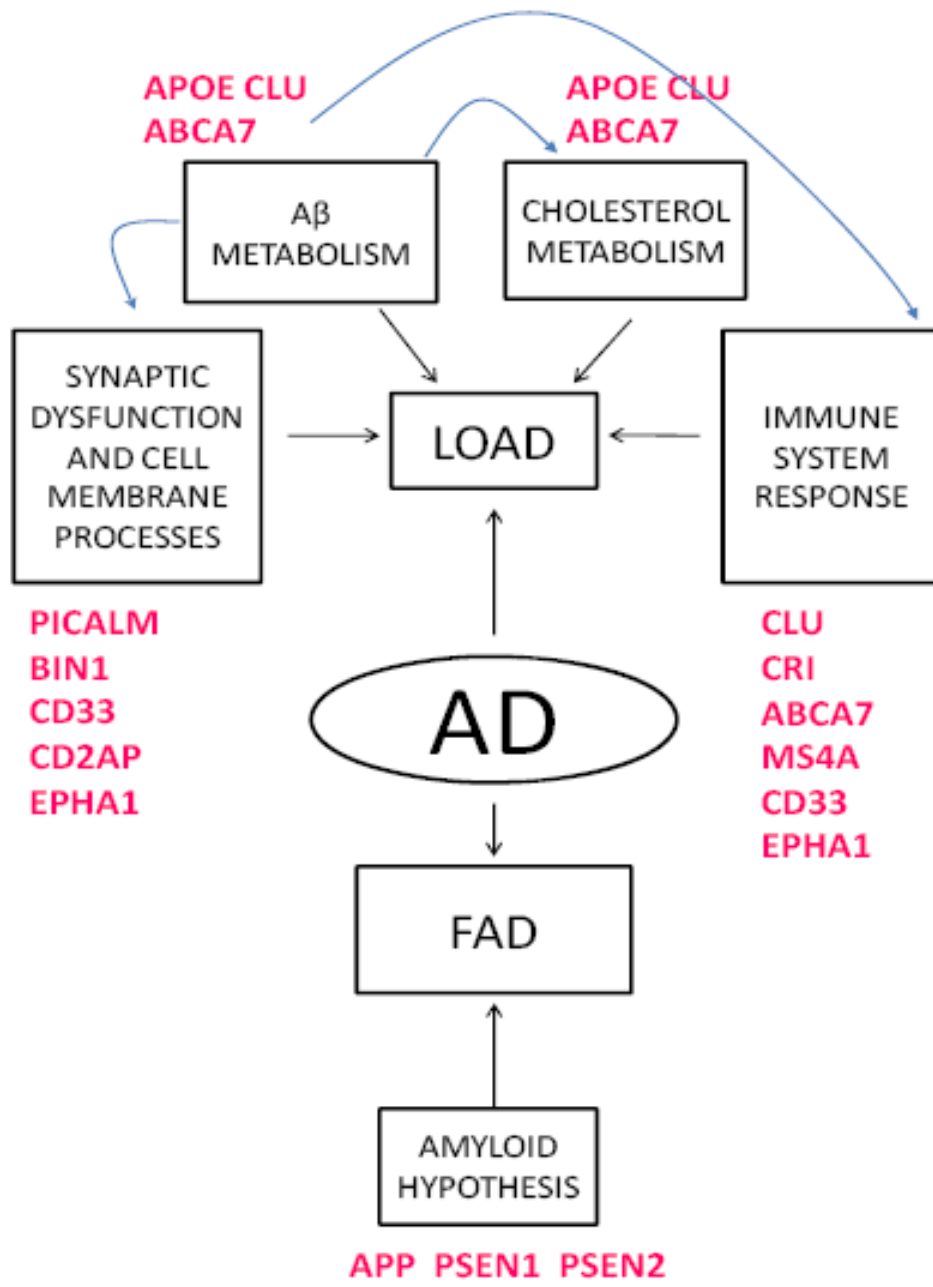 APOE CLU
ABCA7
APOE CLU
ABCA7
Aβ
METABOLISM
CHOLESTEROL
METABOLISM
SYNAPTIC
DYSFUNCTION
AND CELL
MEMBRANE
PROCESSES
LOAD
IMMUNE
SYSTEM
RESPONSE
PICALM
BIN1
CD33
CD2AP
EPHA1
CLU
CRI
ABCA7
MS4A
CD33
EPHA1
AD
FAD
AMYLOID
HYPOTHESIS
APP PSEN1 PSEN2